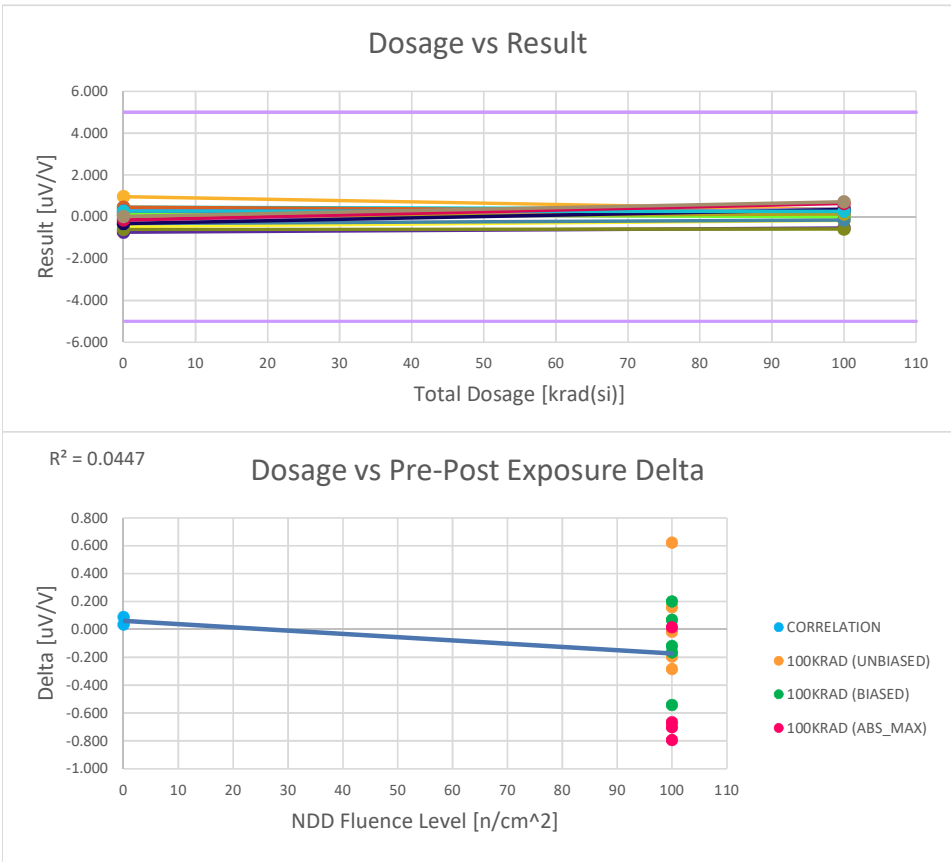 Dosage vs Result
6.000
4.000
2.000
0.000
-2.000
-4.000
-6.000
Result [uV/V]
0 10 20 30 40 50 60 70 80 90 100 110
Total Dosage [krad(si)]
R² = 0.0447
Dosage vs Pre-Post Exposure Delta
0.800
0.600
0.400
0.200
0.000
-0.200
-0.400
-0.600
-0.800
-1.000
Delta [uV/V]
0 10 20 30 40 50 60 70 80 90 100 110
NDD Fluence Level [n/cm^2]
CORRELATION
100KRAD (UNBIASED)
100KRAD (BIASED)
100KRAD (ABS_MAX)